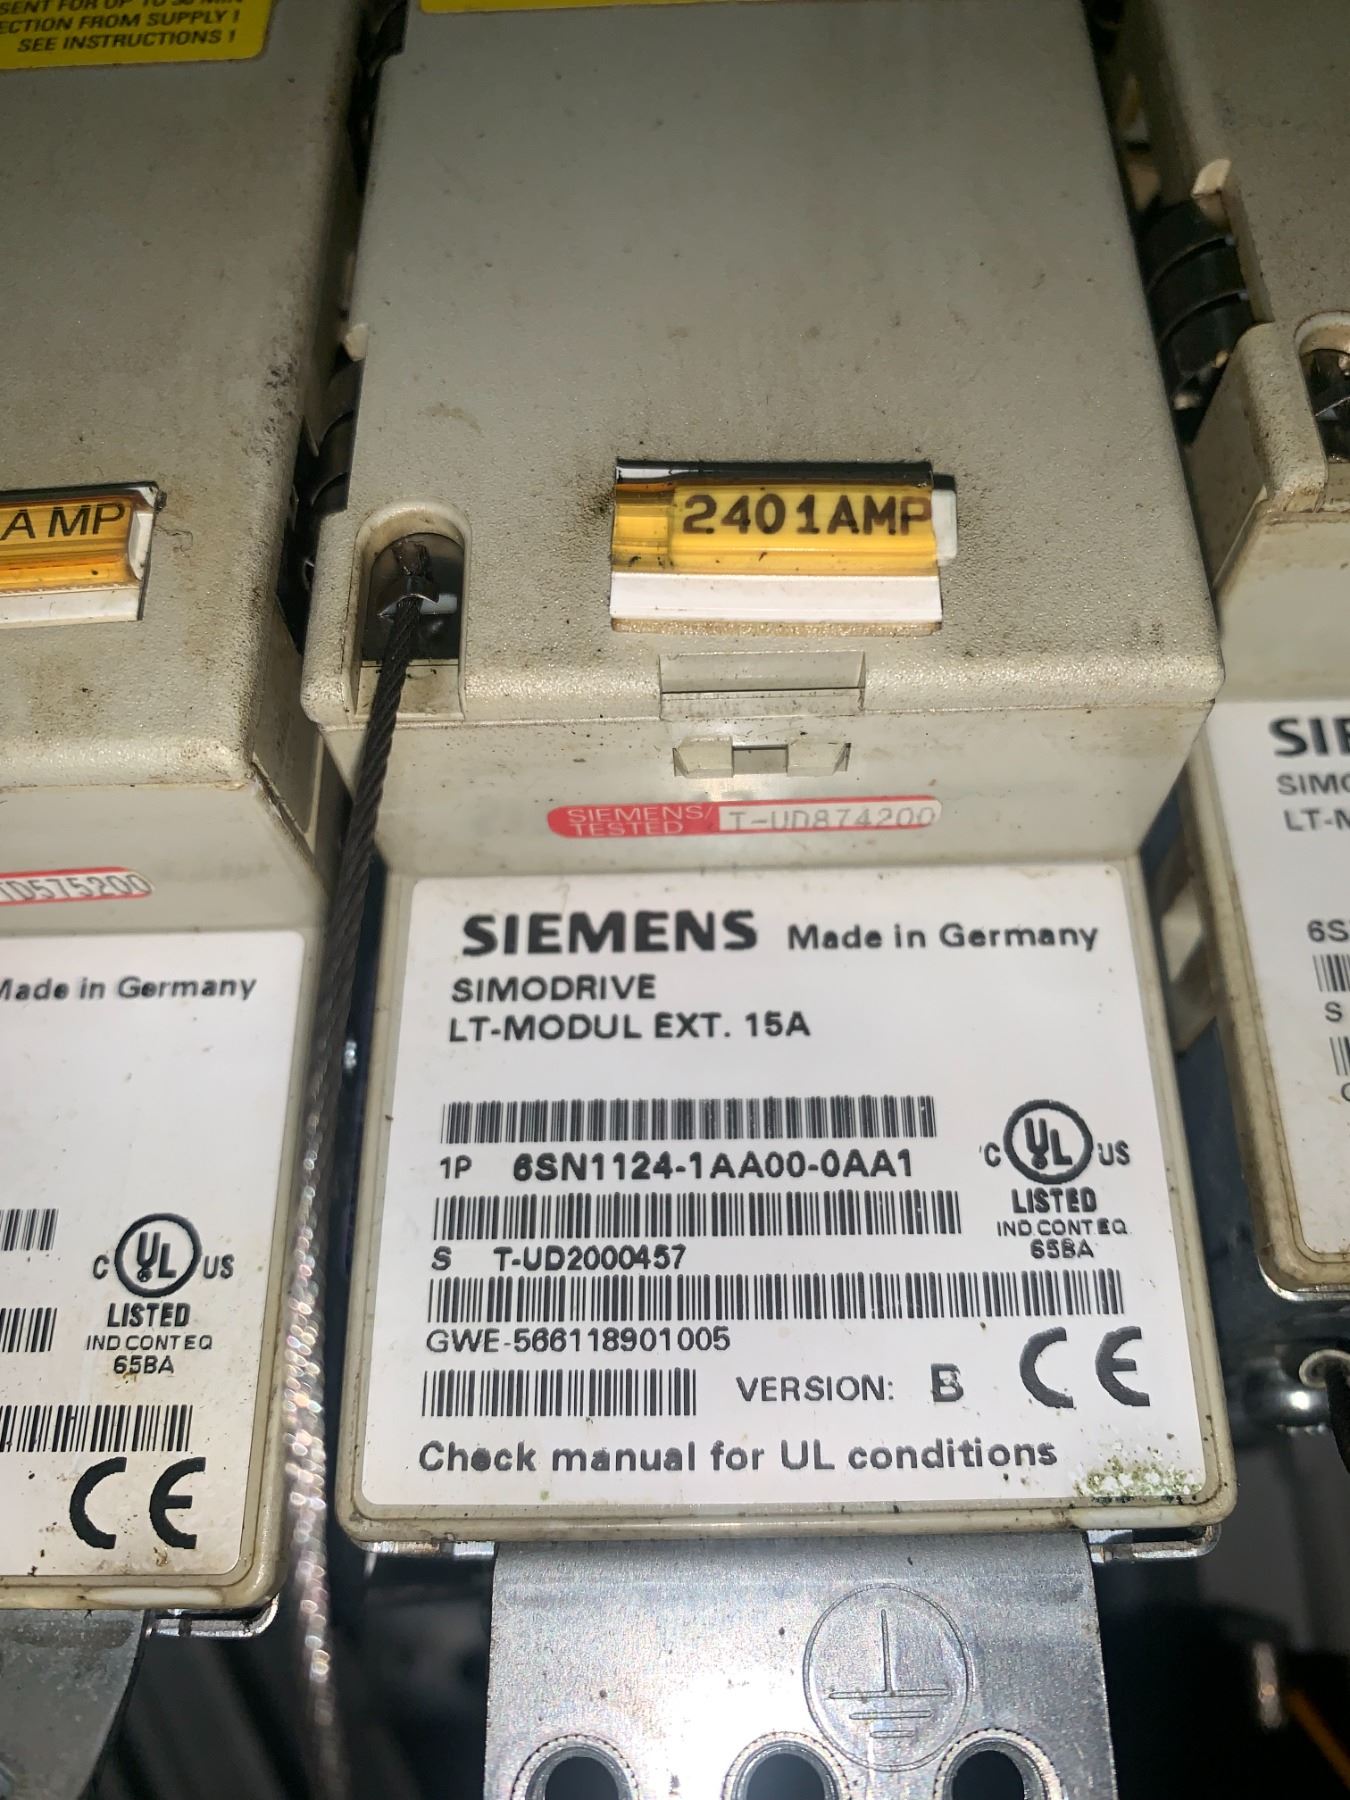 SENT FOR UP TO 30 MIN
ECTION FROM SUPPLY !
SEE INSTRUCTIONS !
AMP
2401AMP
SIEMENS/
TESTED
T-UD874200
UD575200
SIEMENS Made in Germany
SIMODRIVE
LT-MODUL EXT. 15A
1P 6SN1124-1AA00-0AA1
C UL US
LISTED
IND.CONT.EQ.
65BA
S T-UD2000457
GWE-566118901005
VERSION: B CE
Check manual for UL conditions
Made in Germany
C UL US
LISTED
IND CONT EQ
65BA
CE
SIE
SIMO
LT-M
6S
S